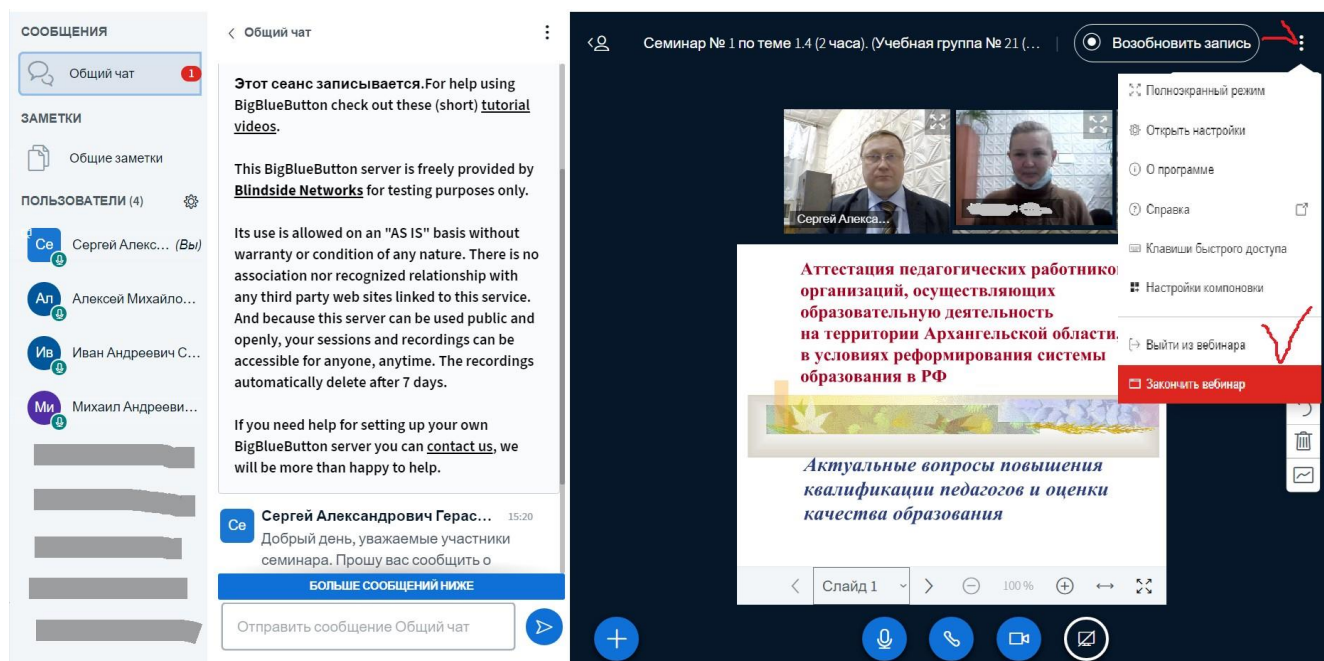 СООБЩЕНИЯ
Общий чат
1
ЗАМЕТКИ
Общие заметки
ПОЛЬЗОВАТЕЛИ (4)
Се
Сергей Алекс... (Вы)
Ал
Алексей Михайло...
Ив
Иван Андреевич С...
Ми
Михаил Андрееви...
Общий чат
Этот сеанс записывается.For help using
BigBlueButton check out these (short) tutorial
videos.
This BigBlueButton server is freely provided by
Blindside Networks for testing purposes only.
Its use is allowed on an "AS IS" basis without
warranty or condition of any nature. There is no
association nor recognized relationship with
any third party web sites linked to this service.
And because this server can be used public and
openly, your sessions and recordings can be
accessible for anyone, anytime. The recordings
automatically delete after 7 days.
If you need help for setting up your own
BigBlueButton server you can contact us, we
will be more than happy to help.
Се
Сергей Александрович Герас... 15:20
Добрый день, уважаемые участники
семинара. Прошу вас сообщить о
БОЛЬШЕ СООБЩЕНИЙ НИЖЕ
Отправить сообщение Общий чат
Семинар № 1 по теме 1.4 (2 часа). (Учебная группа № 21 (...
Возобновить запись
Сергей Алекса...
Полноэкранный режим
Открыть настройки
О программе
Справка
Клавиши быстрого доступа
Настройки компоновки
Выйти из вебинара
Закончить вебинар
Аттестация педагогических работнико
организаций, осуществляющих
образовательную деятельность
на территории Архангельской области,
в условиях реформирования системы
образования в РФ
Актуальные вопросы повышения
квалификации педагогов и оценки
качества образования
Слайд 1
100 %